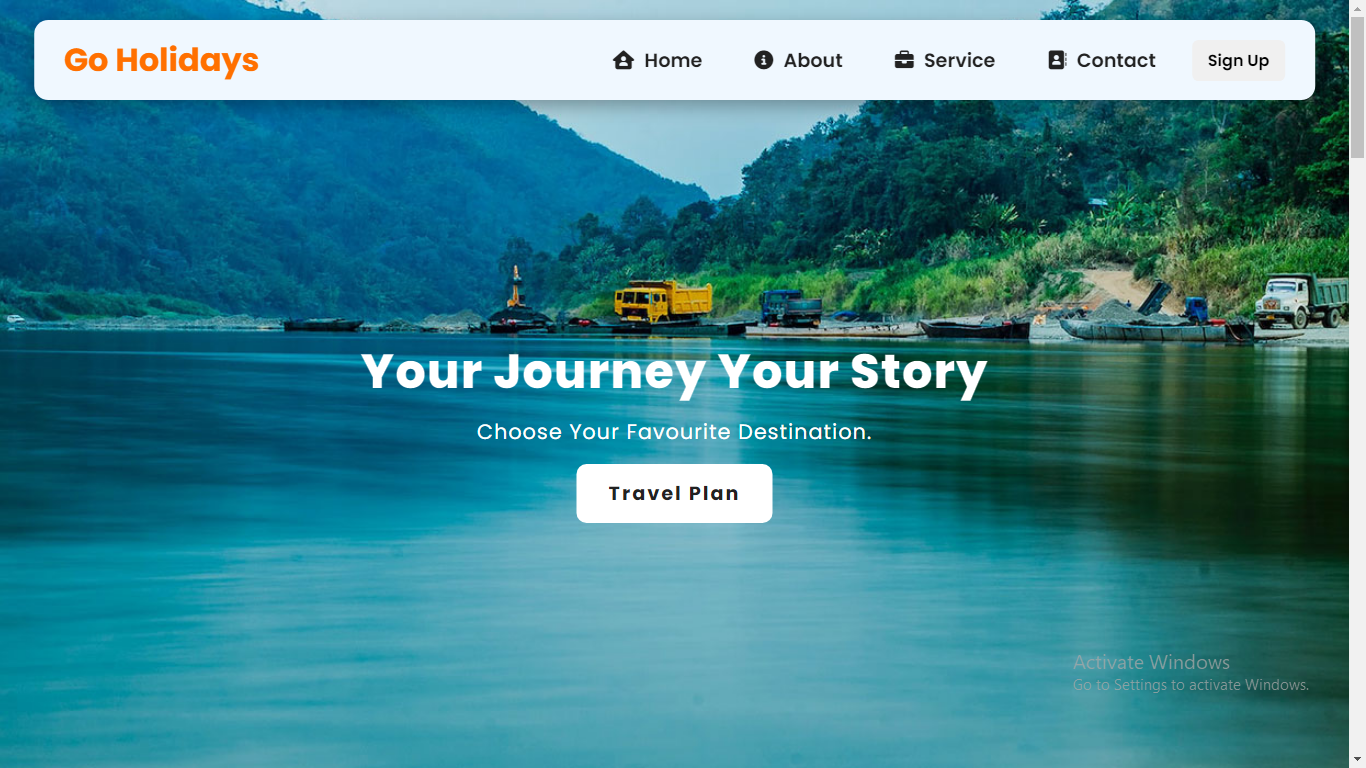 Go Holidays
Home
About
Service
Contact
Sign Up
Your Journey Your Story
Choose Your Favourite Destination.
Travel Plan
Activate Windows
Go to Settings to activate Windows.